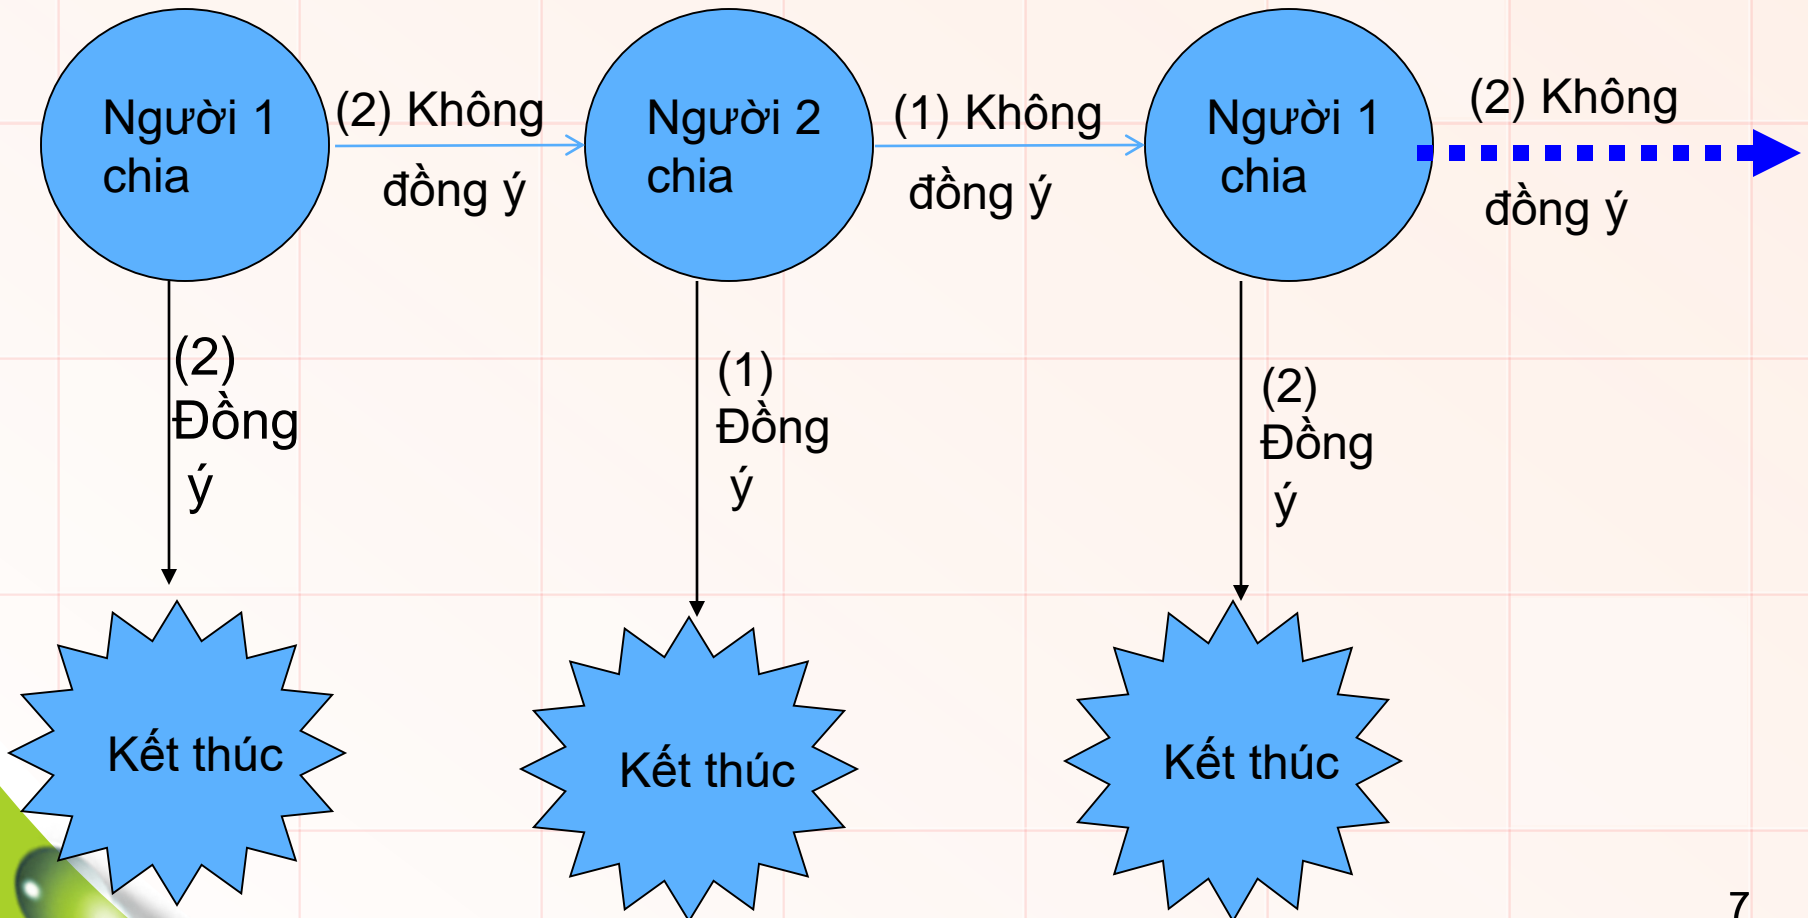 Người 1
chia
(2) Không
đồng ý
Người 2
chia
(1) Không
đồng ý
Người 1
chia
(2) Không
đồng ý
(2)
Đồng
ý
(1)
Đồng
ý
(2)
Đồng
ý
Kết thúc
Kết thúc
Kết thúc
7